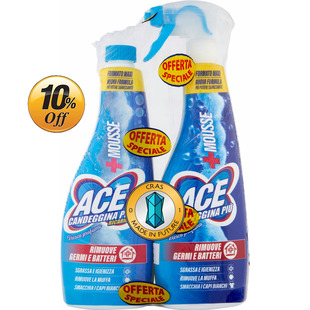 10%
Off
FORMATO MAXI
NUOVA FORMULA
MOUSSE
OFFERTA
SPECIALE
ACE
CANDEGGINA PIÙ
RIMUOVE
GERMI E BATTERI
SGRASSA E IGIENIZZA
RIMUOVE LA MUFFA
SMACCHIA I CAPI BIANCHI
OFFERTA
SPECIALE
FORMATO MAXI
NUOVA FORMULA
MOUSSE
ACE
CANDEGGINA PIÙ
RIMUOVE
GERMI E BATTERI
SGRASSA E IGIENIZZA
RIMUOVE LA MUFFA
SMACCHIA I CAPI BIANCHI
OFFERTA
SPECIALE
CRAS
0 1
MADE IN FUTURE